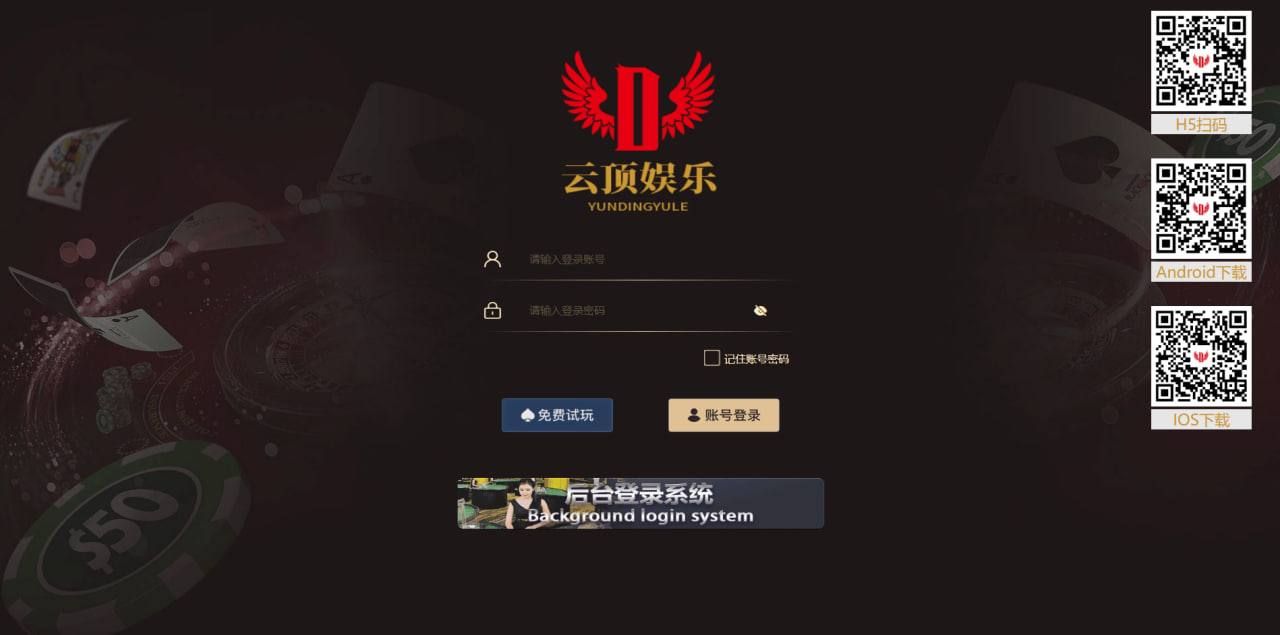 云顶娱乐
YUNDINGYULE
请输入登录账号
请输入登录密码
记住账号密码
免费试玩
账号登录
后台登录系统
Background login system
H5扫码
Android下载
IOS下载
$50
50
A
A